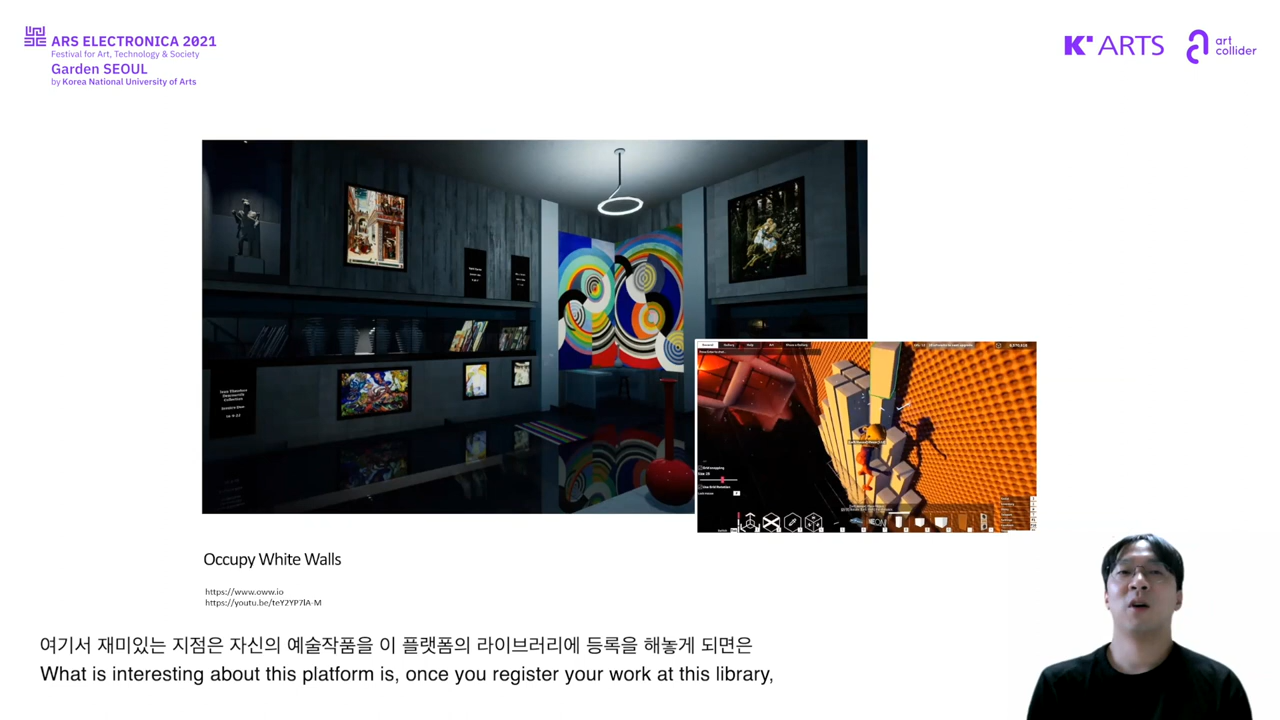 ARS ELECTRONICA 2021
Festival for Art, Technology & Society
Garden SEOUL
by Korea National University of Arts
K ARTS
art
collider
Occupy White Walls
https://www.oww.io
https://youtu.be/teY2YP7lA-M
여기서 재미있는 지점은 자신의 예술작품을 이 플랫폼의 라이브러리에 등록을 해놓게 되면은
What is interesting about this platform is, once you register your work at this library,